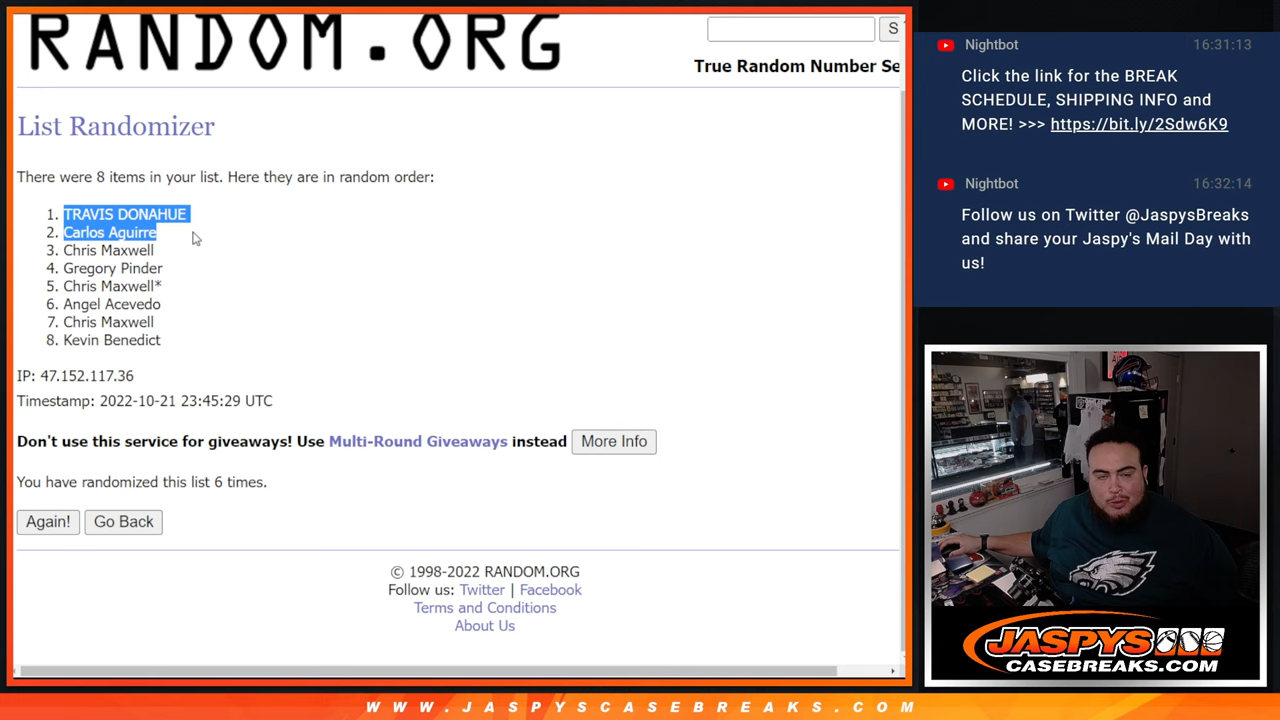 RANDOM.ORG
S
True Random Number Se
List Randomizer
There were 8 items in your list. Here they are in random order:
1. TRAVIS DONAHUE
2. Carlos Aguirre
3. Chris Maxwell
4. Gregory Pinder
5. Chris Maxwell*
6. Angel Acevedo
7. Chris Maxwell
8. Kevin Benedict
IP: 47.152.117.36
Timestamp: 2022-10-21 23:45:29 UTC
Don't use this service for giveaways! Use Multi-Round Giveaways instead More Info
You have randomized this list 6 times.
Again! Go Back
© 1998-2022 RANDOM.ORG
Follow us: Twitter | Facebook
Terms and Conditions
About Us
Nightbot 16:31:13
Click the link for the BREAK
SCHEDULE, SHIPPING INFO and
MORE! >>> https://bit.ly/2Sdw6K9
Nightbot 16:32:14
Follow us on Twitter @JaspysBreaks
and share your Jaspy's Mail Day with
us!
JASPYS
CASEBREAKS.COM
WWW.JASPYSCASEBREAKS.COM